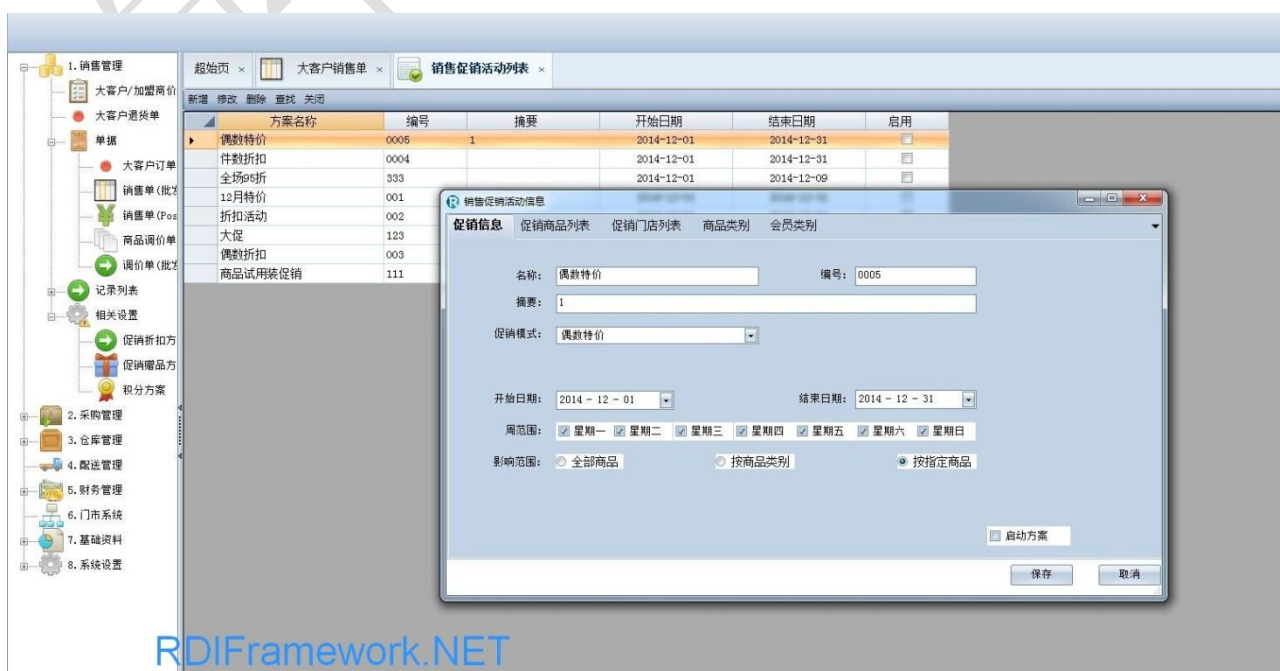 1.销售管理
大客户/加盟商价
大客户退货单
单据
大客户订单
销售单(批发
销售单(Pos
商品调价单
调价单(批发
记录列表
相关设置
促销折扣方
促销赠品方
积分方案
2.采购管理
3.仓库管理
4.配送管理
5.财务管理
6.门市系统
7.基础资料
8.系统设置
超始页 × 大客户销售单 × 销售促销活动列表 ×
新增 修改 删除 查找 关闭
方案名称 编号 摘要 开始日期 结束日期 启用
偶数特价 0005 1 2014-12-01 2014-12-31
件数折扣 0004 2014-12-01 2014-12-31
全场95折 333 2014-12-01 2014-12-09
12月特价 001
折扣活动 002
大促 123
偶数折扣 003
商品试用装促销 111
销售促销活动信息
促销信息 促销商品列表 促销门店列表 商品类别 会员类别
名称: 偶数特价 编号: 0005
摘要: 1
促销模式: 偶数特价
开始日期: 2014 - 12 - 01 结束日期: 2014 - 12 - 31
周范围: 星期一 星期二 星期三 星期四 星期五 星期六 星期日
影响范围: 全部商品 按商品类别 按指定商品
启动方案
保存 取消
RDIFramework.NET